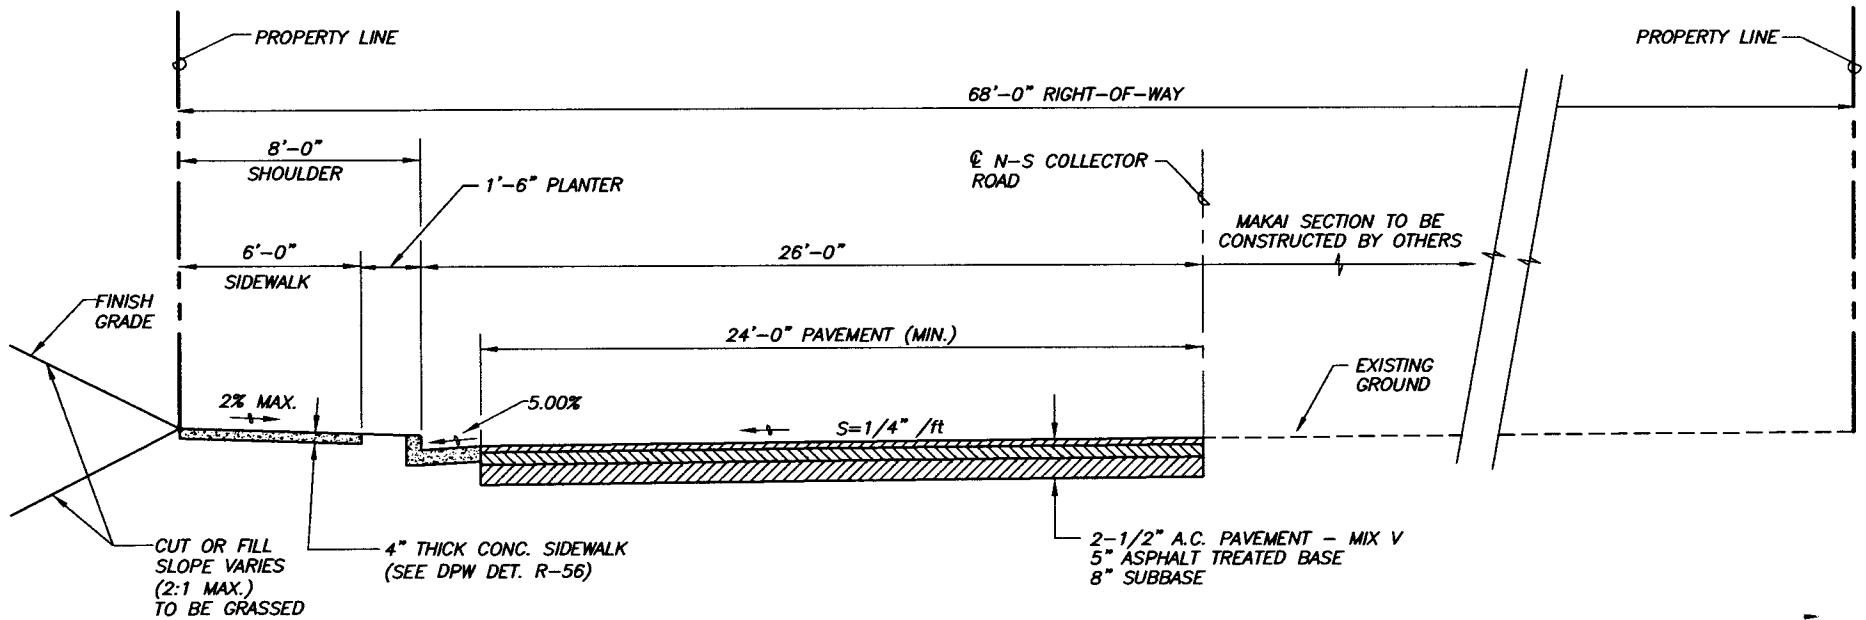 PROPERTY LINE
PROPERTY LINE
68'-0" RIGHT-OF-WAY
8'-0"
SHOULDER
1'-6" PLANTER
℄ N-S COLLECTOR
ROAD
MAKAI SECTION TO BE
CONSTRUCTED BY OTHERS
6'-0"
SIDEWALK
26'-0"
FINISH
GRADE
24'-0" PAVEMENT (MIN.)
EXISTING
GROUND
2% MAX.
5.00%
S=1/4" /ft
CUT OR FILL
SLOPE VARIES
(2:1 MAX.)
TO BE GRASSED
4" THICK CONC. SIDEWALK
(SEE DPW DET. R-56)
2-1/2" A.C. PAVEMENT - MIX V
5" ASPHALT TREATED BASE
8" SUBBASE